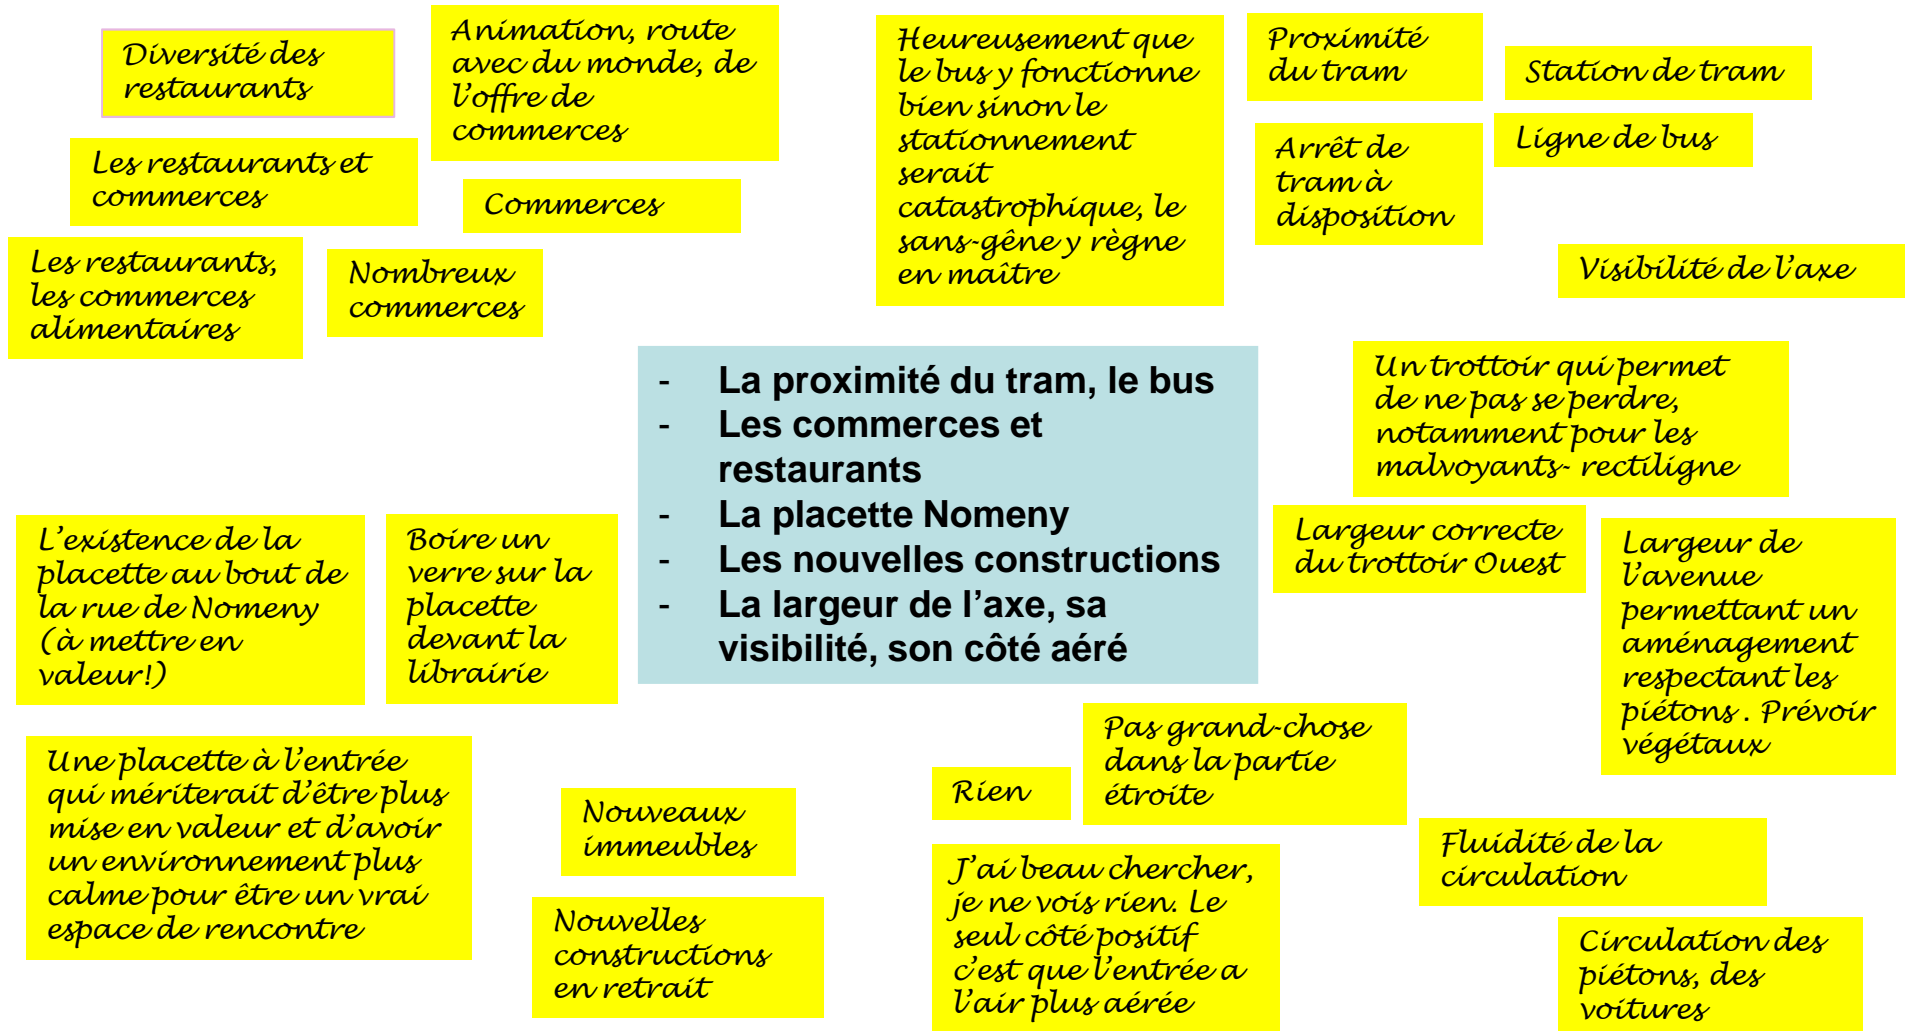 Diversité des
restaurants
Animation, route
avec du monde, de
l'offre de
commerces
Les restaurants et
commerces
Commerces
Les restaurants,
les commerces
alimentaires
Nombreux
commerces
Heureusement que
le bus y fonctionne
bien sinon le
stationnement
serait
catastrophique, le
sans-gêne y règne
en maître
Proximité
du tram
Station de tram
Arrêt de
tram à
disposition
Ligne de bus
Visibilité de l'axe
- La proximité du tram, le bus
- Les commerces et
restaurants
- La placette Nomeny
- Les nouvelles constructions
- La largeur de l'axe, sa
visibilité, son côté aéré
Un trottoir qui permet
de ne pas se perdre,
notamment pour les
malvoyants- rectiligne
Largeur correcte
du trottoir Ouest
Largeur de
l'avenue
permettant un
aménagement
respectant les
piétons . Prévoir
végétaux
L'existence de la
placette au bout de
la rue de Nomeny
(à mettre en
valeur!)
Boire un
verre sur la
placette
devant la
librairie
Une placette à l'entrée
qui mériterait d'être plus
mise en valeur et d'avoir
un environnement plus
calme pour être un vrai
espace de rencontre
Nouveaux
immeubles
Nouvelles
constructions
en retrait
Rien
Pas grand-chose
dans la partie
étroite
J'ai beau chercher,
je ne vois rien. Le
seul côté positif
c'est que l'entrée a
l'air plus aérée
Fluidité de la
circulation
Circulation des
piétons, des
voitures